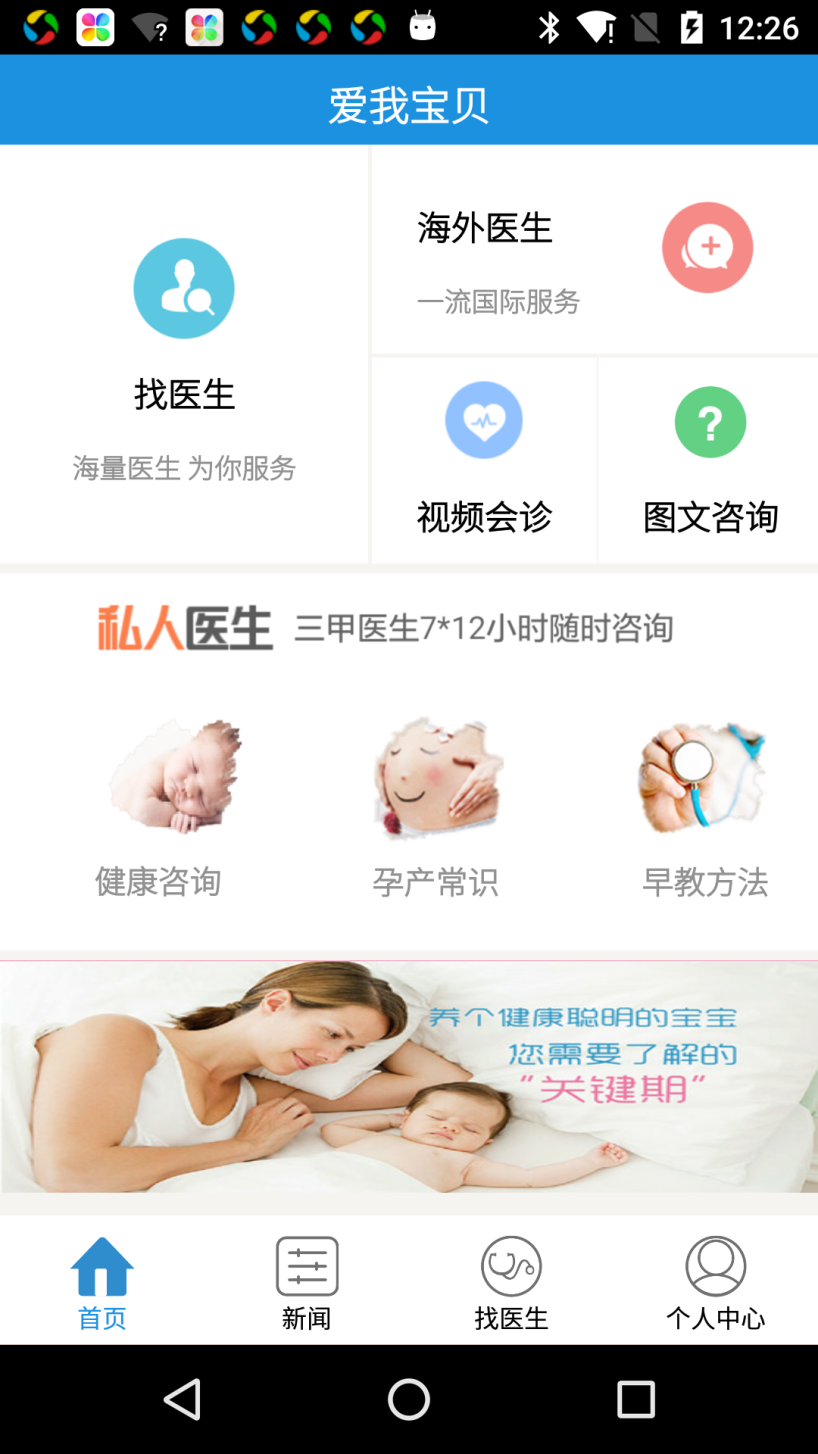 12:26
爱我宝贝
找医生
海量医生 为你服务
海外医生
一流国际服务
视频会诊
图文咨询
私人医生 三甲医生7*12小时随时咨询
健康咨询
孕产常识
早教方法
养个健康聪明的宝宝
您需要了解的
“关键期”
首页
新闻
找医生
个人中心